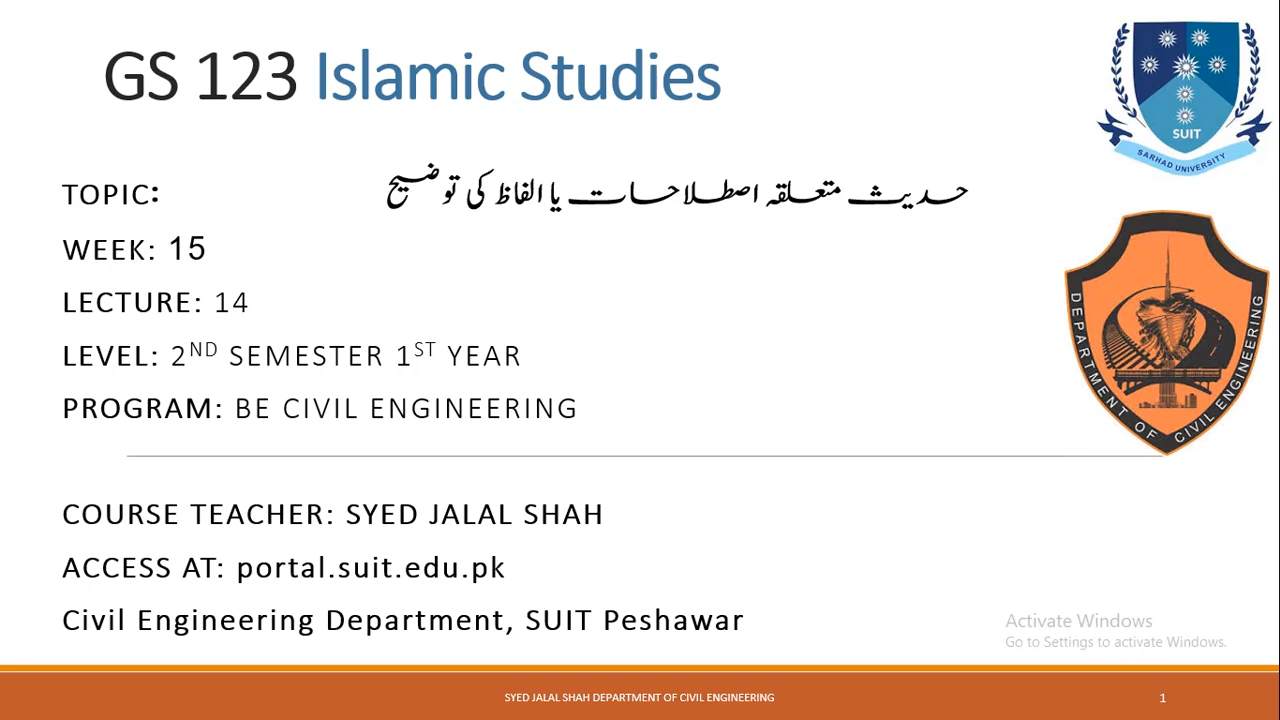 GS 123 Islamic Studies
SUIT
SARHAD UNIVERSITY
TOPIC: حدیث متعلقہ اصطلاحات یا الفاظ کی توضیح
WEEK: 15
LECTURE: 14
LEVEL: 2ND SEMESTER 1ST YEAR
PROGRAM: BE CIVIL ENGINEERING
DEPARTMENT OF CIVIL ENGINEERING
COURSE TEACHER: SYED JALAL SHAH
ACCESS AT: portal.suit.edu.pk
Civil Engineering Department, SUIT Peshawar
Activate Windows
Go to Settings to activate Windows.
SYED JALAL SHAH DEPARTMENT OF CIVIL ENGINEERING
1